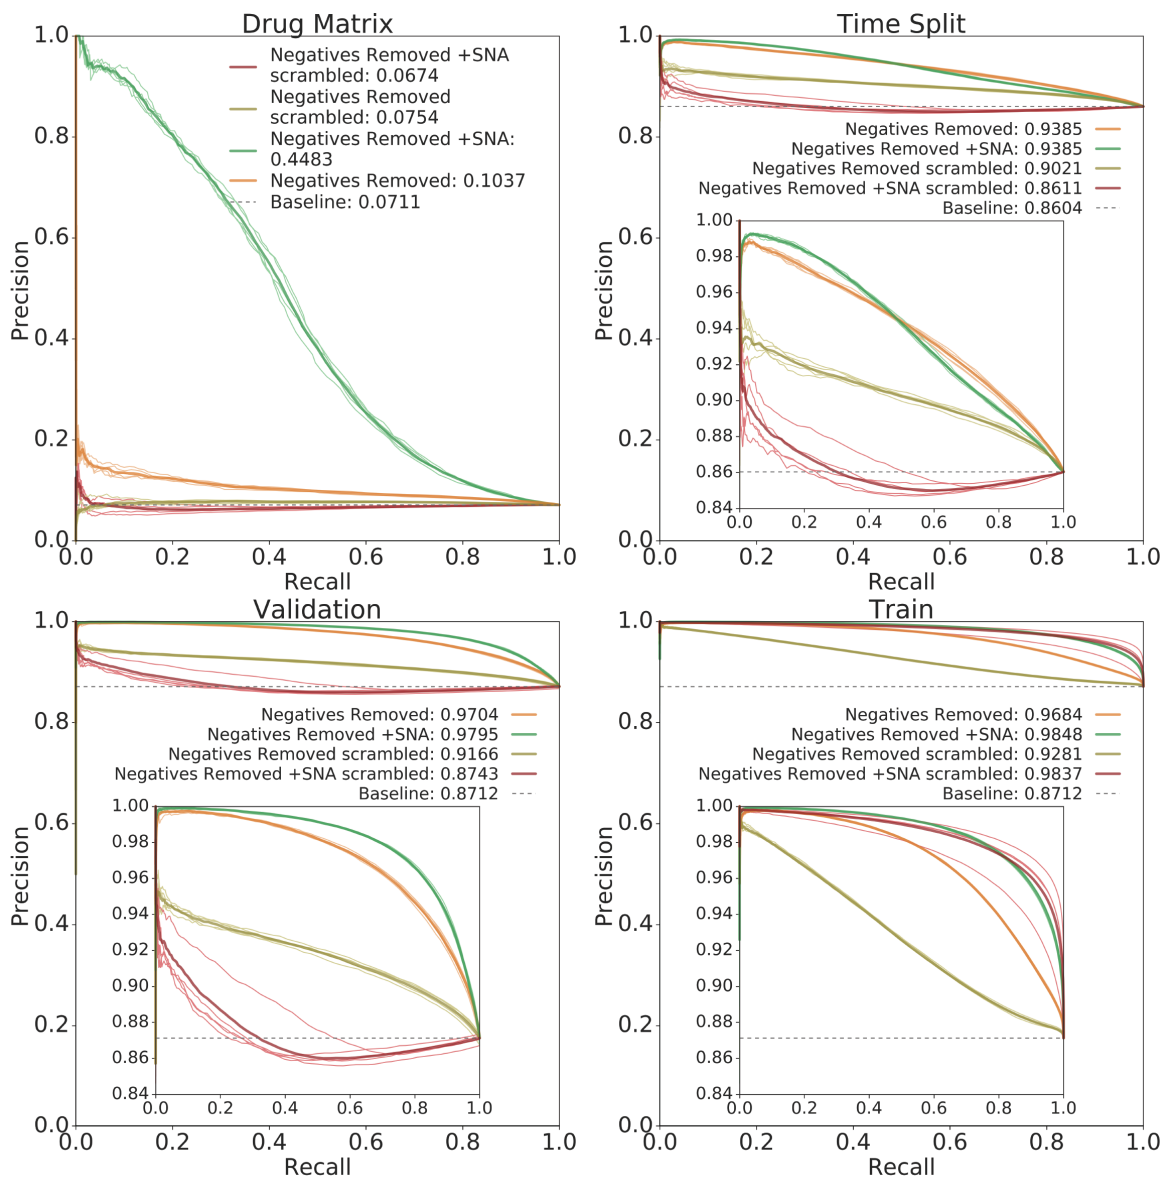 Drug Matrix
1.0
0.8
0.6
0.4
0.2
0.0
Precision
Negatives Removed +SNA
scrambled: 0.0674
Negatives Removed
scrambled: 0.0754
Negatives Removed +SNA:
0.4483
Negatives Removed: 0.1037
Baseline: 0.0711
0.0 0.2 0.4 0.6 0.8 1.0
Recall
Time Split
1.0
0.8
0.6
0.4
0.2
0.0
Precision
Negatives Removed: 0.9385
Negatives Removed +SNA: 0.9385
Negatives Removed scrambled: 0.9021
Negatives Removed +SNA scrambled: 0.8611
Baseline: 0.8604
1.00
0.98
0.96
0.94
0.92
0.90
0.88
0.86
0.84
0.0 0.2 0.4 0.6 0.8 1.0
0.0 0.2 0.4 0.6 0.8 1.0
Recall
Validation
1.0
0.8
0.6
0.4
0.2
0.0
Precision
Negatives Removed: 0.9704
Negatives Removed +SNA: 0.9795
Negatives Removed scrambled: 0.9166
Negatives Removed +SNA scrambled: 0.8743
Baseline: 0.8712
1.00
0.98
0.96
0.94
0.92
0.90
0.88
0.86
0.84
0.0 0.2 0.4 0.6 0.8 1.0
0.0 0.2 0.4 0.6 0.8 1.0
Recall
Train
1.0
0.8
0.6
0.4
0.2
0.0
Precision
Negatives Removed: 0.9684
Negatives Removed +SNA: 0.9848
Negatives Removed scrambled: 0.9281
Negatives Removed +SNA scrambled: 0.9837
Baseline: 0.8712
1.00
0.98
0.96
0.94
0.92
0.90
0.88
0.86
0.84
0.0 0.2 0.4 0.6 0.8 1.0
0.0 0.2 0.4 0.6 0.8 1.0
Recall